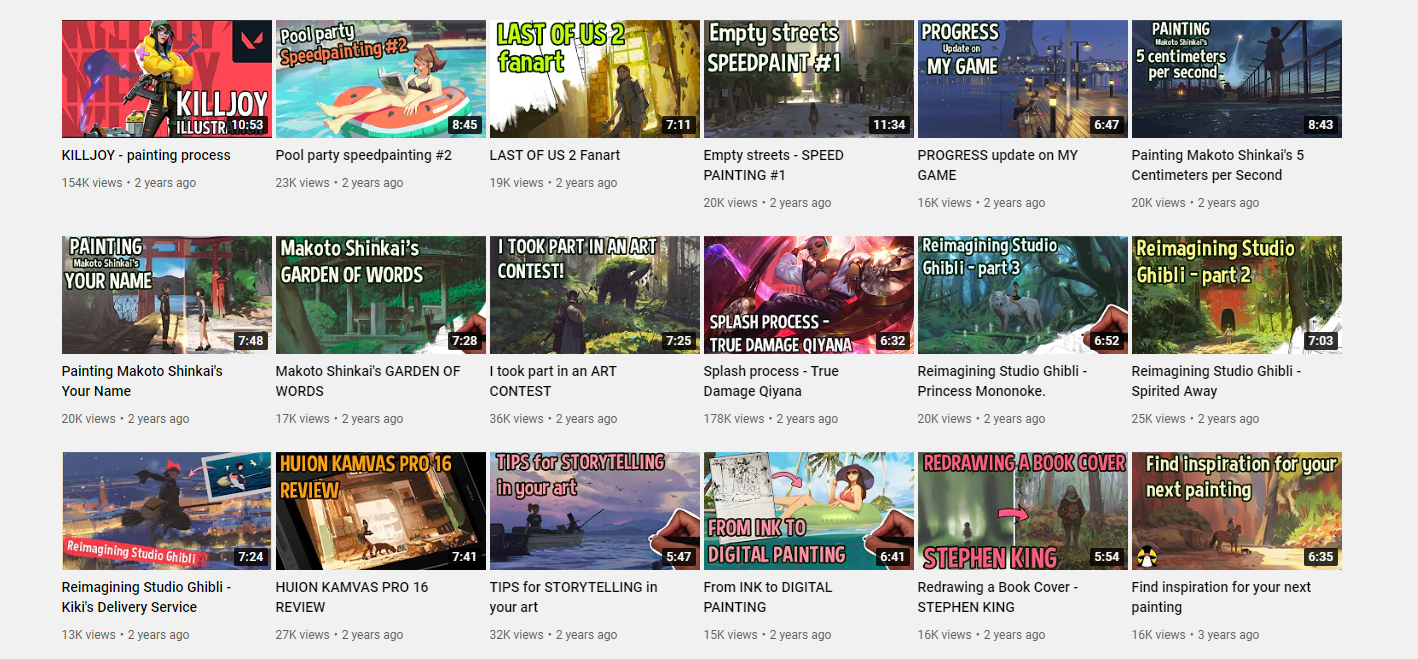 KILLJOY
ILLUSTR
10:53
Pool party
Speedpainting #2
8:45
LAST OF US 2
fanart
7:11
Empty streets
SPEEDPAINT #1
11:34
PROGRESS
Update on
MY GAME
6:47
PAINTING
Makoto Shinkai's
5 centimeters
per second
8:43
KILLJOY - painting process
Pool party speedpainting #2
LAST OF US 2 Fanart
Empty streets - SPEED
PAINTING #1
PROGRESS update on MY
GAME
Painting Makoto Shinkai's 5
Centimeters per Second
154K views • 2 years ago
23K views • 2 years ago
19K views • 2 years ago
20K views • 2 years ago
16K views • 2 years ago
20K views • 2 years ago
PAINTING
Makoto Shinkai's
YOUR NAME
7:48
Makoto Shinkai's
GARDEN OF WORDS
7:28
I TOOK PART IN AN ART
CONTEST!
7:25
SPLASH PROCESS -
TRUE DAMAGE QIYANA
6:32
Reimagining Studio
Ghibli - part 3
6:52
Reimagining Studio
Ghibli - part 2
7:03
Painting Makoto Shinkai's
Your Name
Makoto Shinkai's GARDEN OF
WORDS
I took part in an ART
CONTEST
Splash process - True
Damage Qiyana
Reimagining Studio Ghibli -
Princess Mononoke.
Reimagining Studio Ghibli -
Spirited Away
20K views • 2 years ago
17K views • 2 years ago
36K views • 2 years ago
178K views • 2 years ago
20K views • 2 years ago
25K views • 2 years ago
Reimagining Studio Ghibli
7:24
HUION KAMVAS PRO 16
REVIEW
7:41
TIPS for STORYTELLING
in your art
5:47
FROM INK TO
DIGITAL PAINTING
6:41
REDRAWING A BOOK COVER
STEPHEN KING
5:54
Find inspiration for your
next painting
6:35
Reimagining Studio Ghibli -
Kiki's Delivery Service
HUION KAMVAS PRO 16
REVIEW
TIPS for STORYTELLING in
your art
From INK to DIGITAL
PAINTING
Redrawing a Book Cover -
STEPHEN KING
Find inspiration for your next
painting
13K views • 2 years ago
27K views • 2 years ago
32K views • 2 years ago
15K views • 2 years ago
16K views • 2 years ago
16K views • 3 years ago